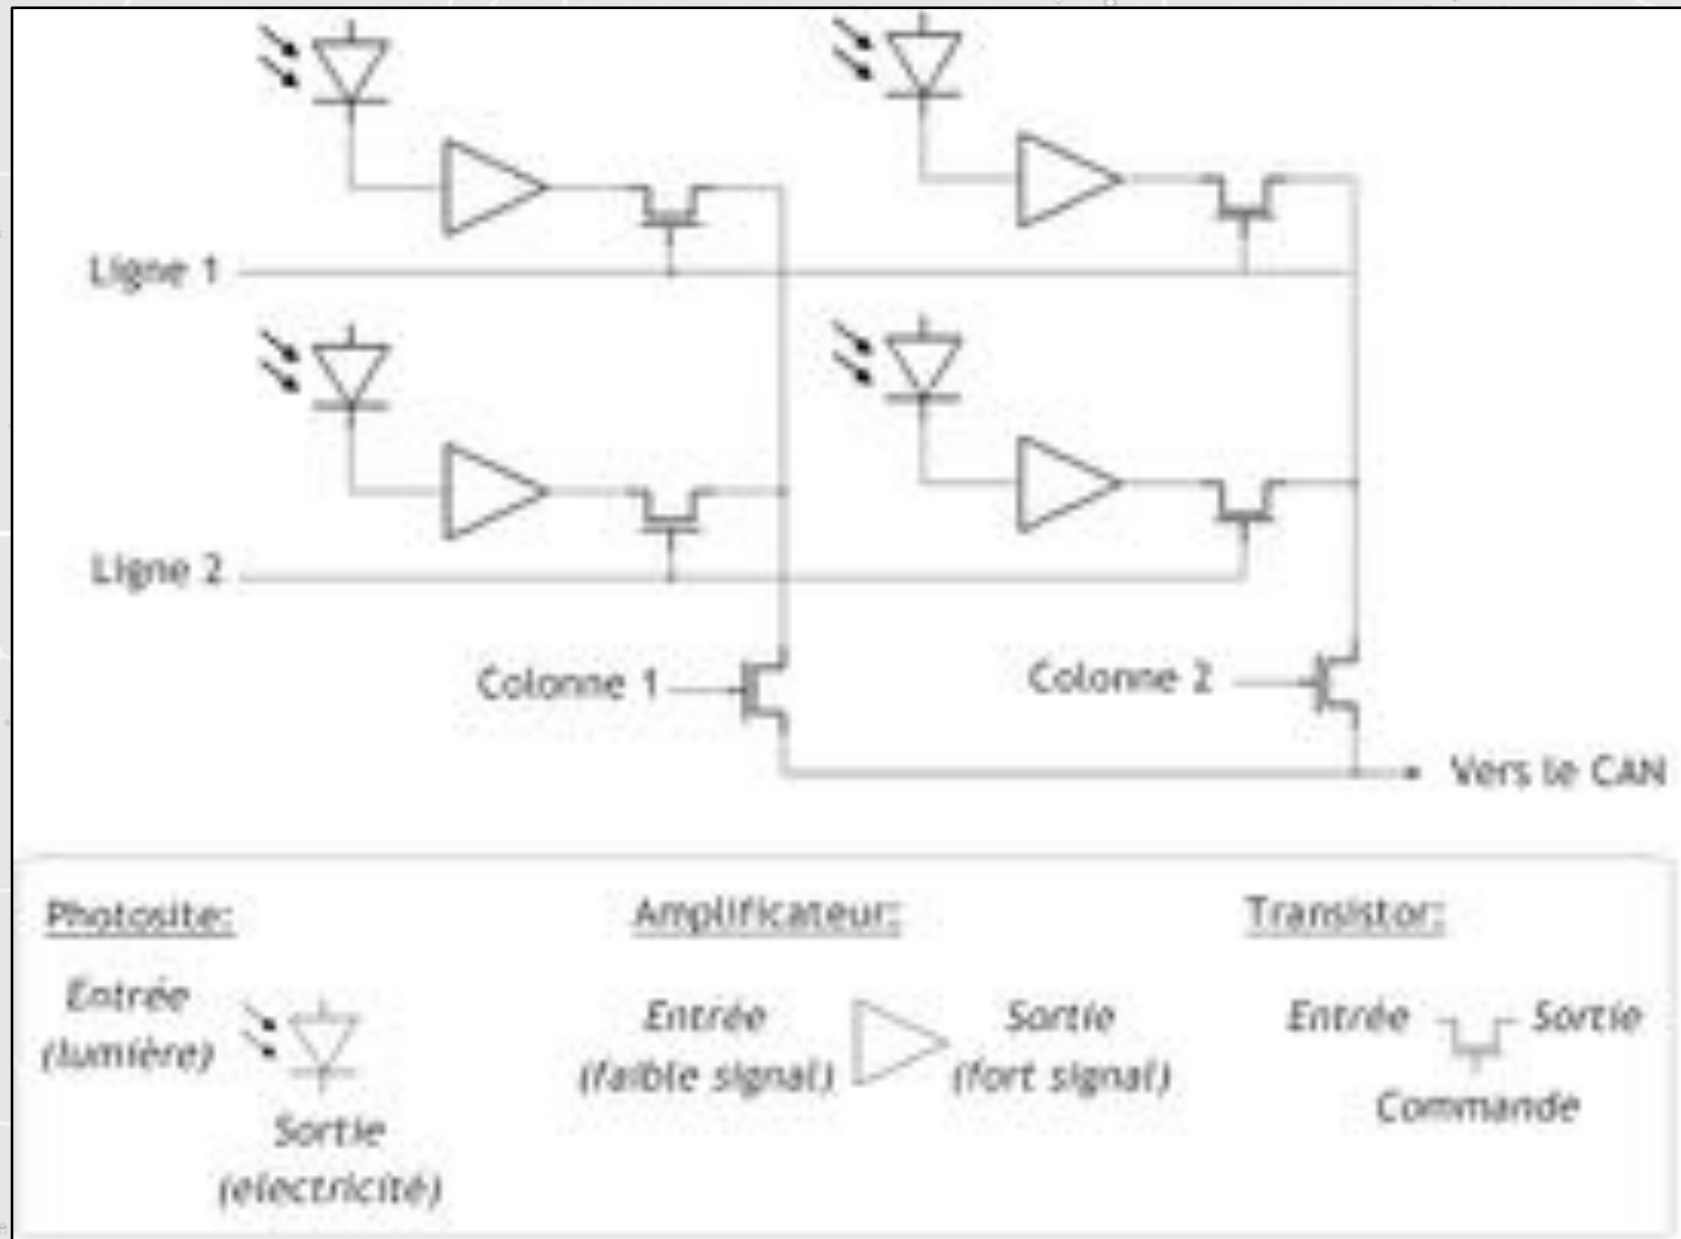 Ligne 1
Ligne 2
Colonne 1
Colonne 2
Vers le CAN
Photosite:
Amplificateur:
Transistor:
Entrée
(lumière)
Sortie
(electricité)
Entrée
(faible signal)
Sortie
(fort signal)
Entrée
Sortie
Commande